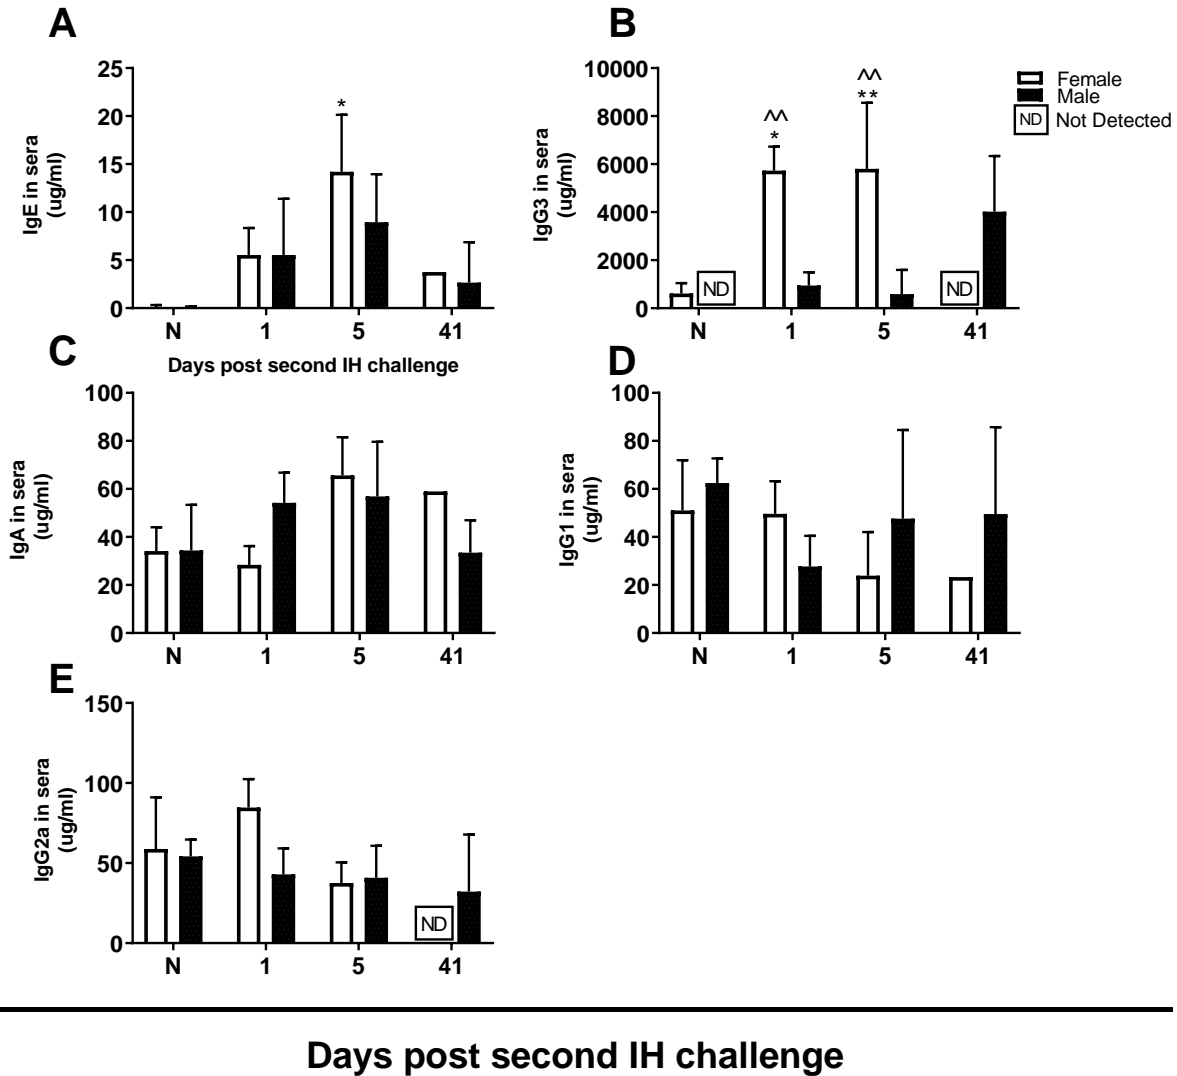 A
IgE in sera
(ug/ml)
25
20
15
10
5
0
*
N 1 5 41
Days post second IH challenge
B
IgG3 in sera
(ug/ml)
10000
8000
6000
4000
2000
0
^^
*
^^
**
ND
ND
N 1 5 41
Female
Male
ND Not Detected
C
IgA in sera
(ug/ml)
100
80
60
40
20
0
N 1 5 41
D
IgG1 in sera
(ug/ml)
100
80
60
40
20
0
N 1 5 41
E
IgG2a in sera
(ug/ml)
150
100
50
0
ND
N 1 5 41
Days post second IH challenge